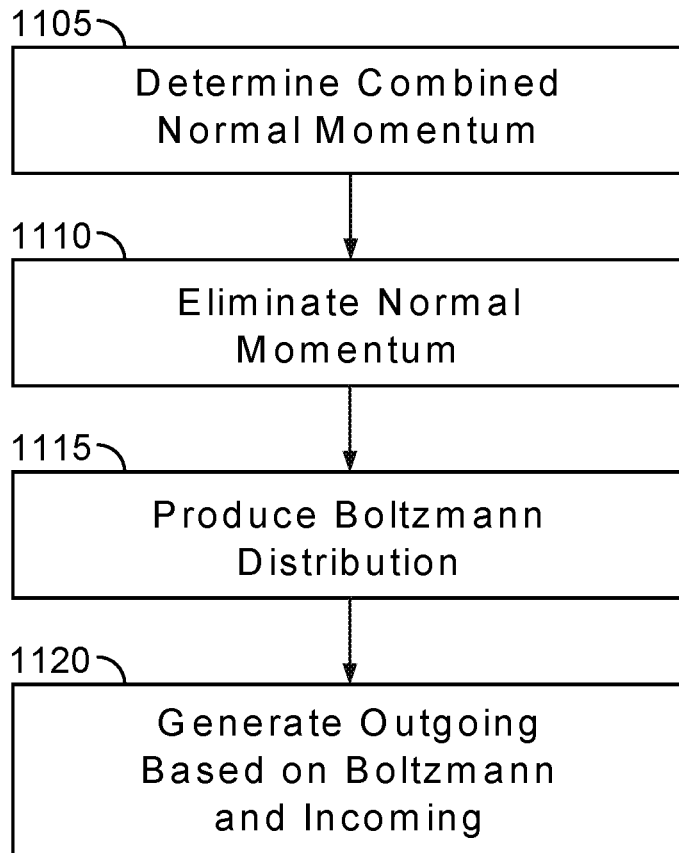 1105
Determine Combined
Normal Momentum
1110
Eliminate Normal
Momentum
1115
Produce Boltzmann
Distribution
1120
Generate Outgoing
Based on Boltzmann
and Incoming